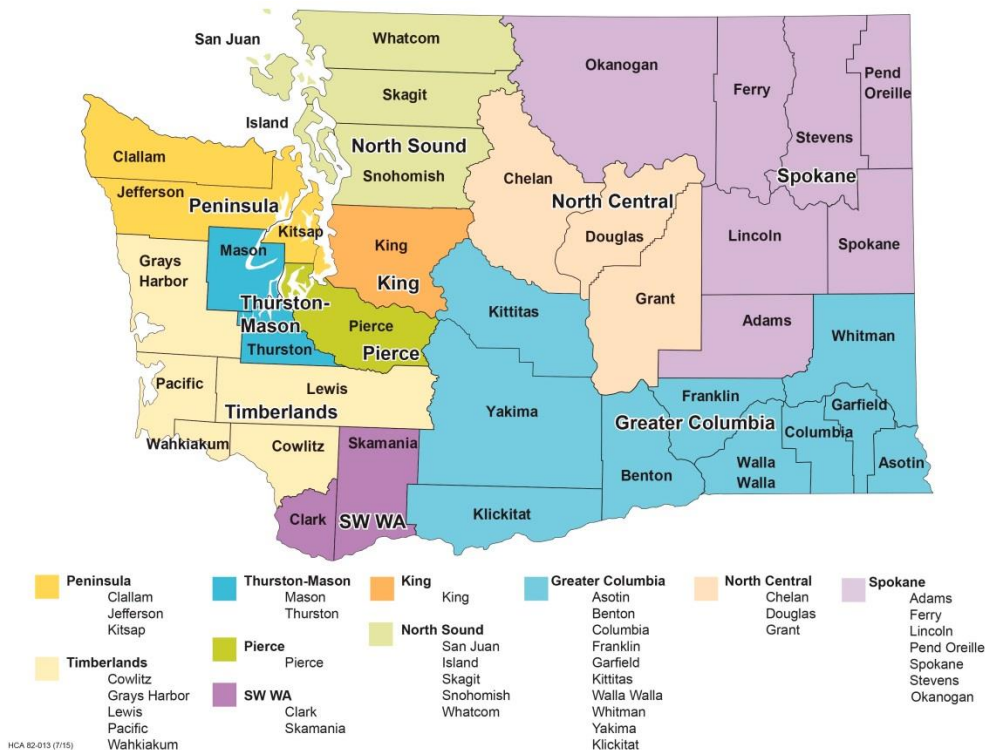 San Juan
Whatcom
Okanogan
Pend
Oreille
Ferry
Skagit
Island
Stevens
North Sound
Clallam
Snohomish
Chelan
Spokane
Jefferson
Peninsula
North Central
Kitsap
Douglas
Lincoln
Spokane
Mason
King
Grays
Harbor
King
Grant
Thurston-
Mason
Kittitas
Adams
Pierce
Whitman
Thurston
Pierce
Pacific
Lewis
Franklin
Garfield
Timberlands
Yakima
Greater Columbia
Columbia
Wahkiakum
Cowlitz
Skamania
Walla
Walla
Asotin
Benton
Clark
SW WA
Klickitat
Peninsula
Clallam
Jefferson
Kitsap
Timberlands
Cowlitz
Grays Harbor
Lewis
Pacific
Wahkiakum
Thurston-Mason
Mason
Thurston
Pierce
Pierce
SW WA
Clark
Skamania
King
King
North Sound
San Juan
Island
Skagit
Snohomish
Whatcom
Greater Columbia
Asotin
Benton
Columbia
Franklin
Garfield
Kittitas
Walla Walla
Whitman
Yakima
Klickitat
North Central
Chelan
Douglas
Grant
Spokane
Adams
Ferry
Lincoln
Pend Oreille
Spokane
Stevens
Okanogan
HCA 82-013 (7/15)